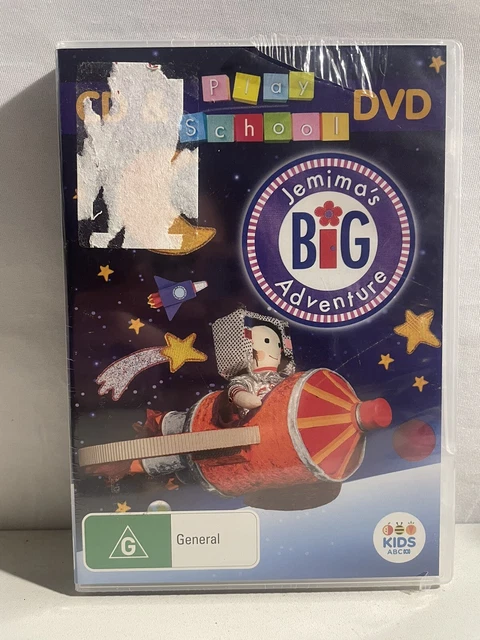 CD & Play DVD
School
Jemima's
BiG
Adventure
G General
KIDS
ABC